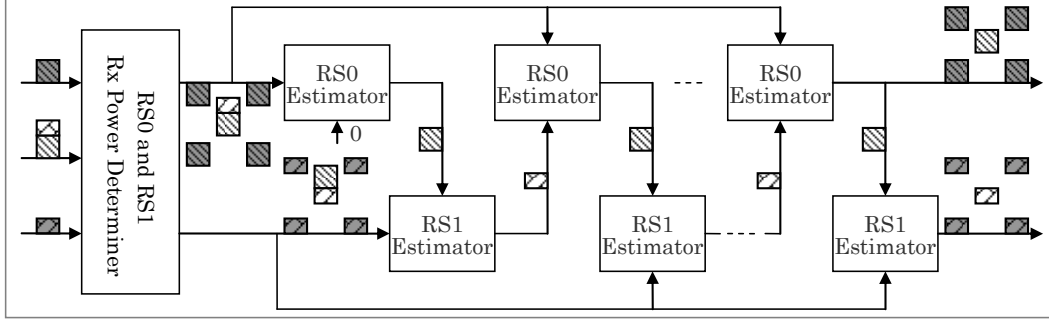 RS0 and RS1
Rx Power Determiner
RS0
Estimator
RS0
Estimator
RS0
Estimator
0
RS1
Estimator
RS1
Estimator
RS1
Estimator